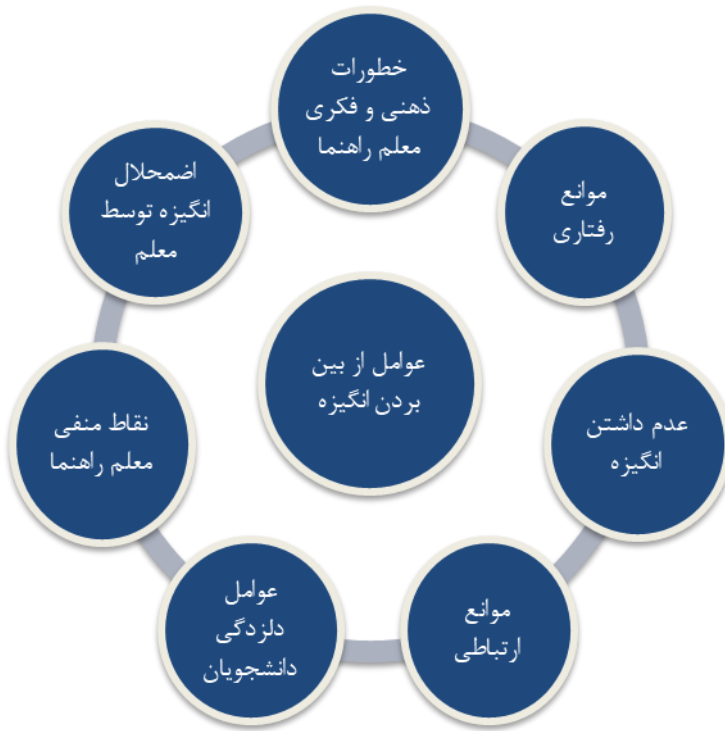 خطورات
ذهنی و فکری
معلم راهنما
موانع
رفتاری
عدم داشتن
انگیزه
موانع
ارتباطی
عوامل
دلزدگی
دانشجویان
نقاط منفی
معلم راهنما
اضمحلال
انگیزه توسط
معلم
عوامل از بین
بردن انگیزه